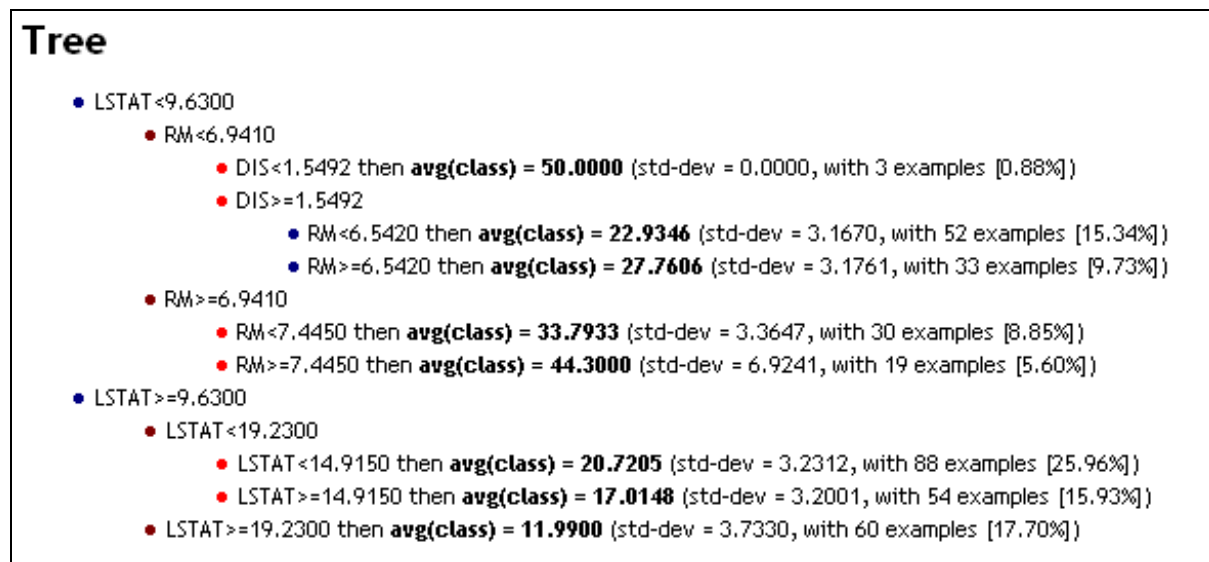 Tree
LSTAT<9.6300
RM<6.9410
DIS<1.5492 then avg(class) = 50.0000 (std-dev = 0.0000, with 3 examples [0.88%])
DIS>=1.5492
RM<6.5420 then avg(class) = 22.9346 (std-dev = 3.1670, with 52 examples [15.34%])
RM>=6.5420 then avg(class) = 27.7606 (std-dev = 3.1761, with 33 examples [9.73%])
RM>=6.9410
RM<7.4450 then avg(class) = 33.7933 (std-dev = 3.3647, with 30 examples [8.85%])
RM>=7.4450 then avg(class) = 44.3000 (std-dev = 6.9241, with 19 examples [5.60%])
LSTAT>=9.6300
LSTAT<19.2300
LSTAT<14.9150 then avg(class) = 20.7205 (std-dev = 3.2312, with 88 examples [25.96%])
LSTAT>=14.9150 then avg(class) = 17.0148 (std-dev = 3.2001, with 54 examples [15.93%])
LSTAT>=19.2300 then avg(class) = 11.9900 (std-dev = 3.7330, with 60 examples [17.70%])